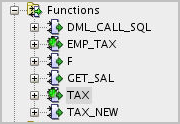 Functions
DML_CALL_SQL
EMP_TAX
F
GET_SAL
TAX
TAX_NEW